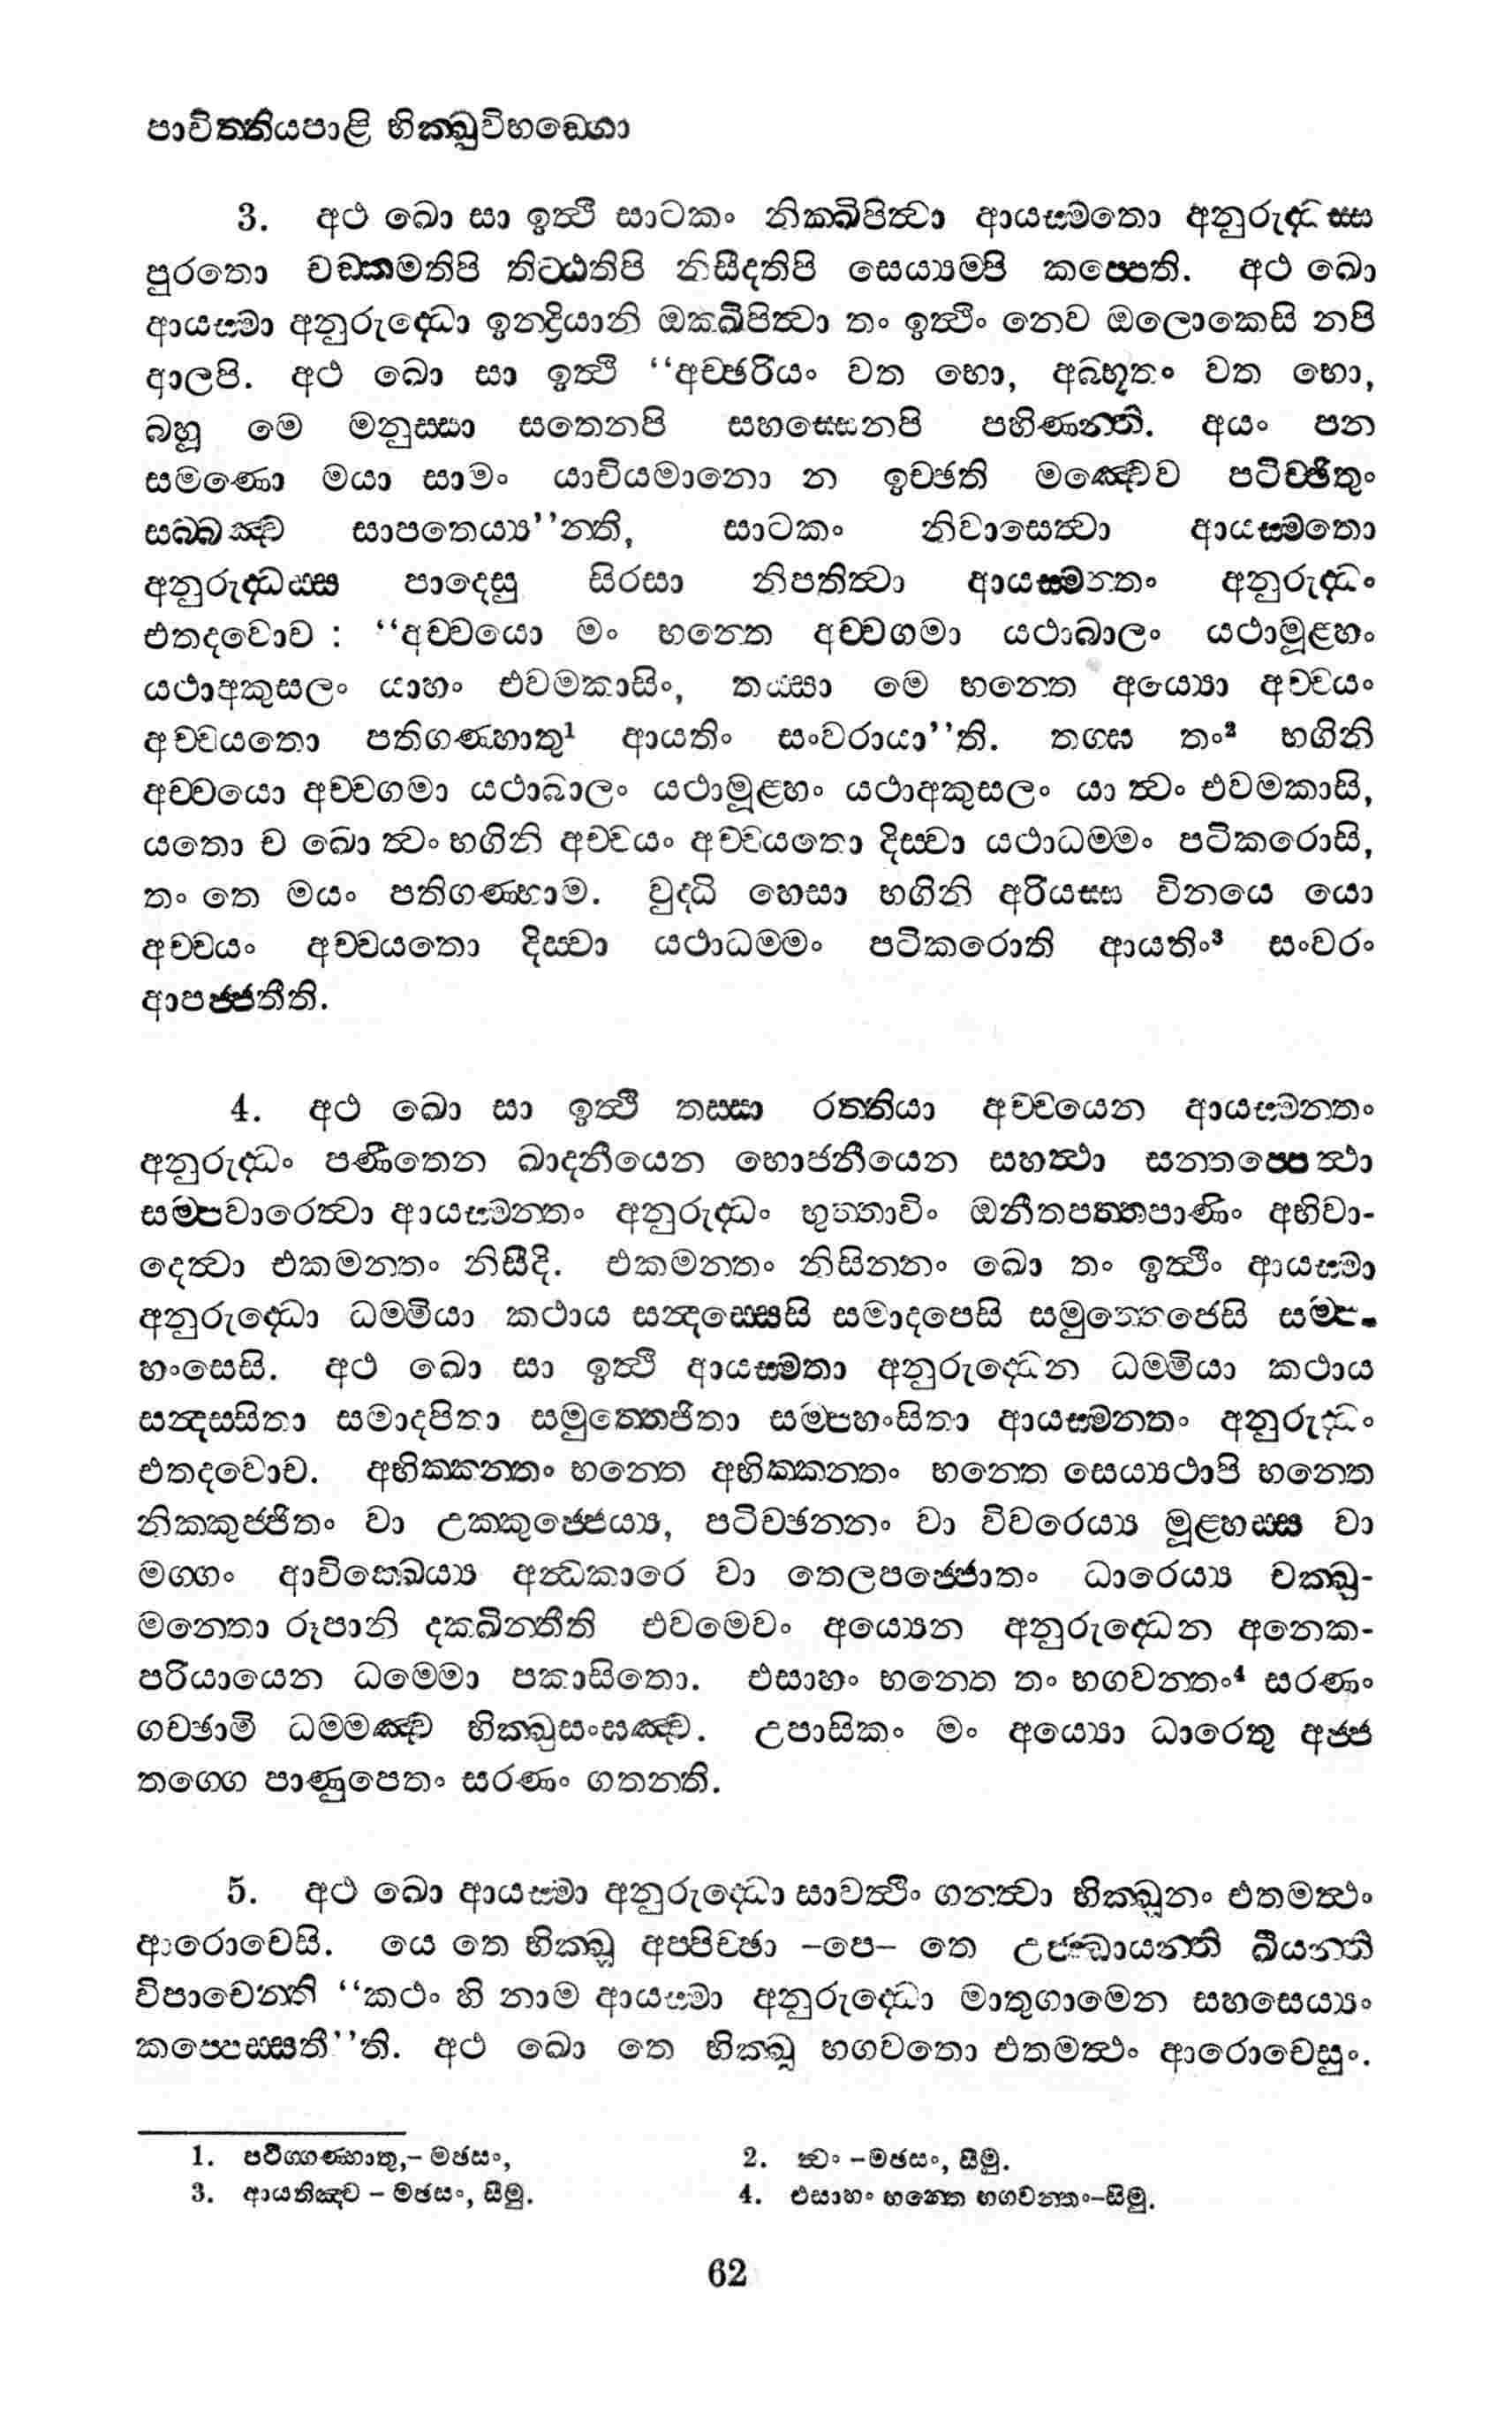 පාචිත්තියපාළි භික්ඛුවිභඞ්ගො
3. අථ ඛො සා ඉත්ථී සාටකං නික්ඛිපිත්වා ආයස්මතො අනුරුද්ධස්ස
පුරතො චඞ්කමතිපි තිට්ඨතිපි නිසීදතිපි සෙය්‍යම්පි කප්පෙති. අථ ඛො
ආයස්මා අනුරුද්ධො ඉන්ද්‍රියානි ඔක්ඛිපිත්වා තං ඉත්ථිං නෙව ඔලොකෙසි නපි
ආලපි. අථ ඛො සා ඉත්ථි “අච්ඡරියං වත භො, අබ්භූතං වත භො,
බහූ මෙ මනුස්සා සතෙනපි සහස්සෙනපි පහිණන්ති. අයං පන
සමණො මයා සාමං යාචියමානො න ඉච්ඡති මඤ්චෙව පටිච්ඡිතුං
සබ්බඤ්ච සාපතෙය්‍ය”න්ති, සාටකං නිවාසෙත්වා ආයස්මතො
අනුරුද්ධස්ස පාදෙසු සිරසා නිපතිත්වා ආයස්මන්තං අනුරුද්ධං
එතදවොව : “අච්චයො මං භන්තෙ අච්චගමා යථාබාලං යථාමූළ්හං
යථාඅකුසලං යාහං එවමකාසිං, තස්සා මෙ භන්තෙ අය්‍යො අච්චයං
අච්චයතො පතිගණ්හාතු¹ ආයතිං සංවරායා”ති. තග්ඝ තං² භගිනි
අච්චයො අච්චගමා යථාබාලං යථාමූළ්හං යථාඅකුසලං යා ත්වං එවමකාසි,
යතො ච ඛො ත්වං භගිනි අච්චයං අච්චයතො දිස්වා යථාධම්මං පටිකරොසි,
තං තෙ මයං පතිගණ්හාම. වුද්ධි හෙසා භගිනි අරියස්ස විනයෙ යො
අච්චයං අච්චයතො දිස්වා යථාධම්මං පටිකරොති ආයතිං³ සංවරං
ආපජ්ජතීති.
4. අථ ඛො සා ඉත්ථී තස්සා රත්තියා අච්චයෙන ආයස්මන්තං
අනුරුද්ධං පණීතෙන ඛාදනීයෙන භොජනීයෙන සහත්ථා සන්තප්පෙත්වා
සම්පවාරෙත්වා ආයස්මන්තං අනුරුද්ධං භුත්තාවිං ඔනීතපත්තපාණිං අභිවා-
දෙත්වා එකමන්තං නිසීදි. එකමන්තං නිසින්නං ඛො තං ඉත්ථිං ආයස්මා
අනුරුද්ධො ධම්මියා කථාය සන්දස්සෙසි සමාදපෙසි සමුත්තෙජෙසි සම්ප-
හංසෙසි. අථ ඛො සා ඉත්ථි ආයස්මතා අනුරුද්ධෙන ධම්මියා කථාය
සන්දස්සිතා සමාදපිතා සමුත්තෙජිතා සම්පහංසිතා ආයස්මන්තං අනුරුද්ධං
එතදවොච. අභික්කන්තං භන්තෙ අභික්කන්තං භන්තෙ සෙය්‍යථාපි භන්තෙ
නික්කුජ්ජිතං වා උක්කුජ්ජෙය්‍ය, පටිච්ඡන්නං වා විවරෙය්‍ය මූළ්හස්ස වා
මග්ගං ආචික්ඛෙය්‍ය අන්ධකාරෙ වා තෙලපජ්ජොතං ධාරෙය්‍ය චක්ඛු-
මන්තො රූපානි දක්ඛින්තීති එවමෙවං අය්‍යෙන අනුරුද්ධෙන අනෙක-
පරියායෙන ධම්මො පකාසිතො. එසාහං භන්තෙ තං භගවන්තං⁴ සරණං
ගච්ඡාමි ධම්මඤ්ච භික්ඛුසංඝඤ්ච. උපාසිකං මං අය්‍යො ධාරෙතු අජ්ජ
තග්ගෙ පාණුපෙතං සරණං ගතන්ති.
5. අථ ඛො ආයස්මා අනුරුද්ධො සාවත්ථිං ගන්ත්වා භික්ඛූනං එතමත්ථං
ආරොචෙසි. යෙ තෙ භික්ඛූ අප්පිච්ඡා –පෙ– තෙ උජ්ඣායන්ති ඛීයන්ති
විපාචෙන්ති “කථං හි නාම ආයස්මා අනුරුද්ධො මාතුගාමෙන සහසෙය්‍යං
කප්පෙස්සතී”ති. අථ ඛො තෙ භික්ඛූ භගවතො එතමත්ථං ආරොචෙසුං.
1. පටිග්ගණ්හාතු,– මඡසං,
2. ත්වං –මඡසං, සීමු.
3. ආයතිඤ්ච – මඡසං, සීමු.
4. එසාහං භන්තෙ භගවන්තං–සිමු.
62